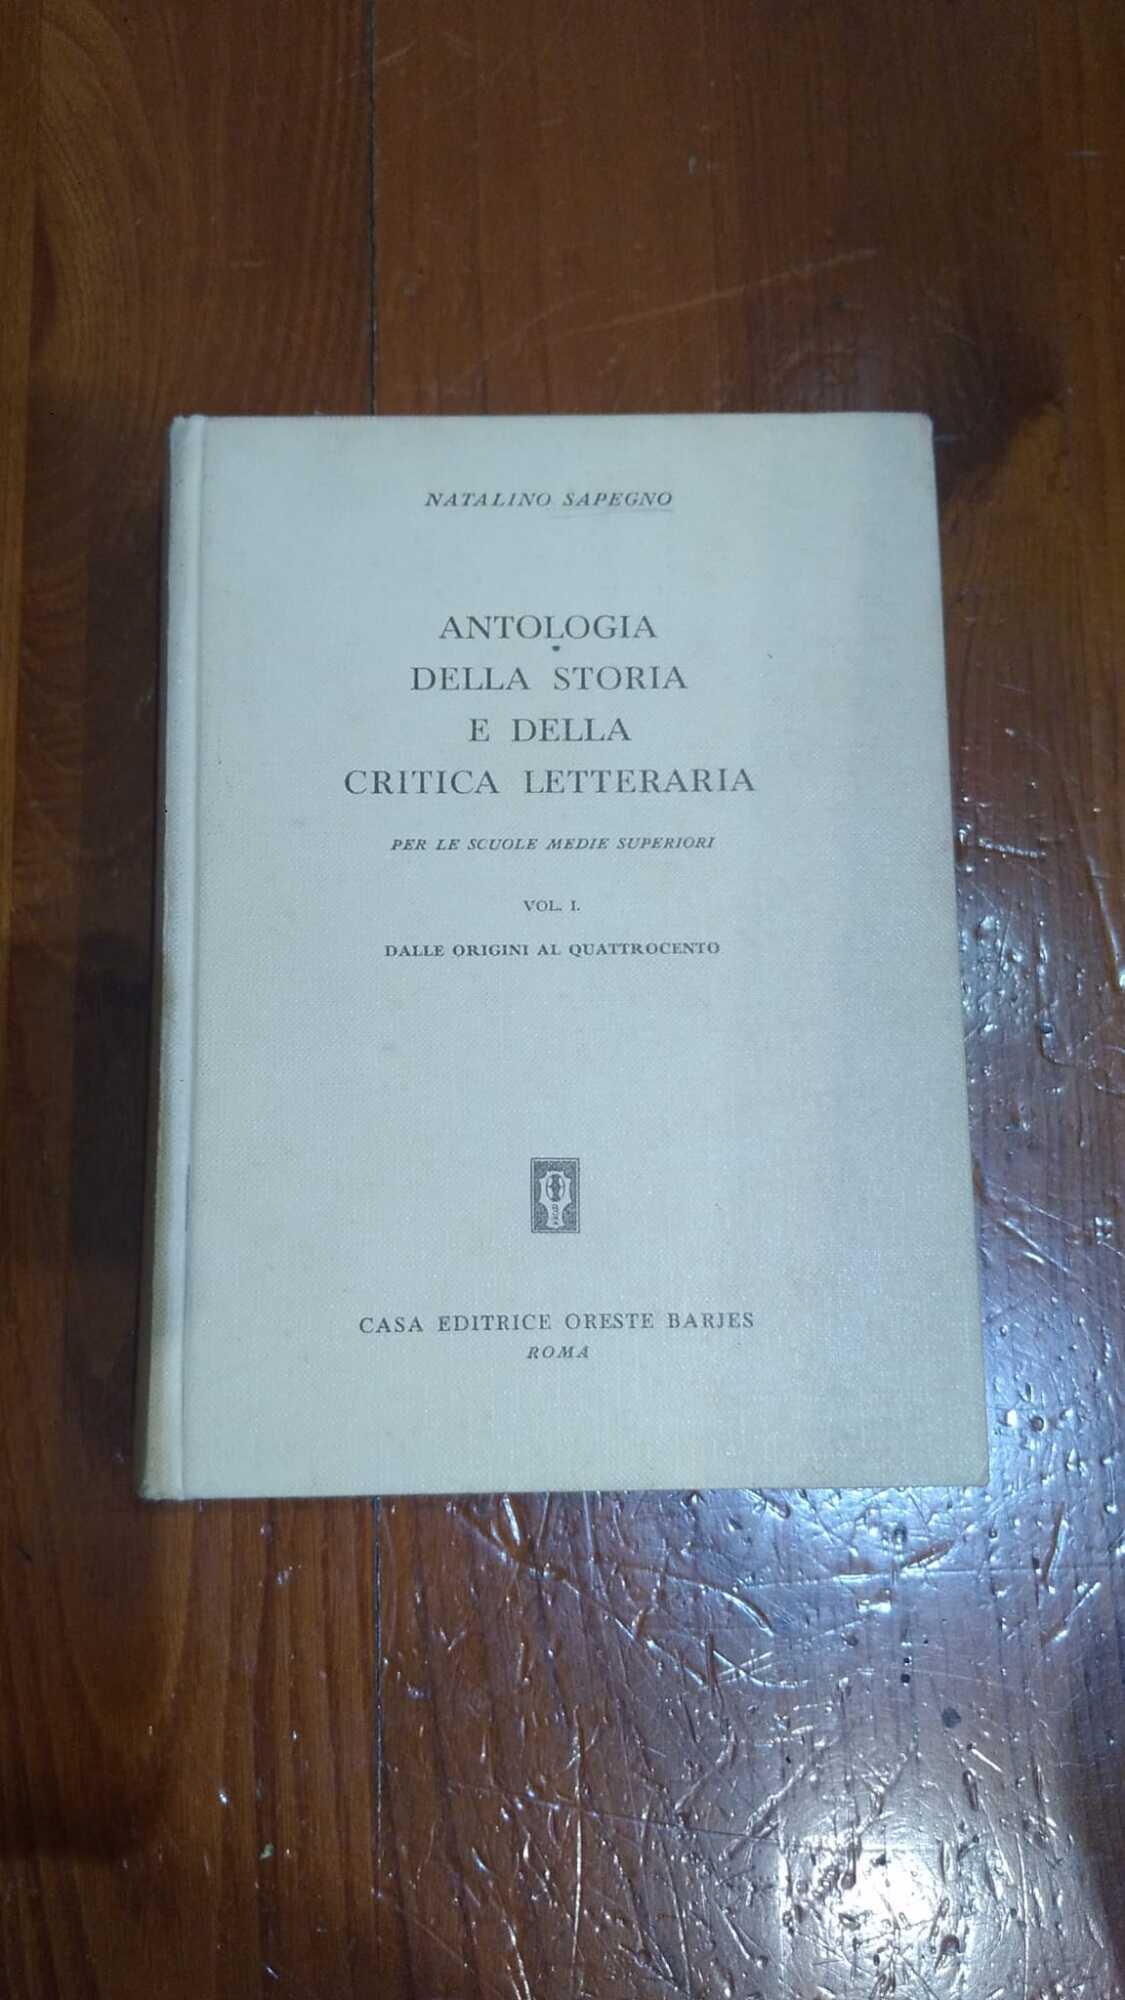 NATALINO SAPEGNO
ANTOLOGIA
DELLA STORIA
E DELLA
CRITICA LETTERARIA
PER LE SCUOLE MEDIE SUPERIORI
VOL. I.
DALLE ORIGINI AL QUATTROCENTO
CASA EDITRICE ORESTE BARJES
ROMA